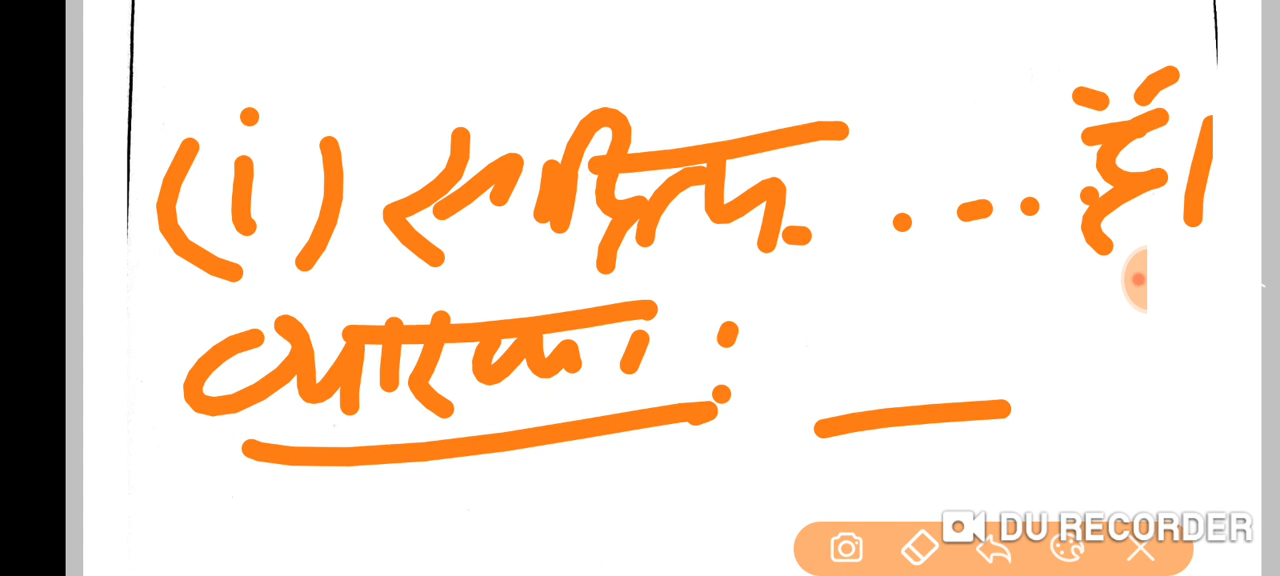 (i) साहित्य. . -- . हैं।
व्याख्या : —
DU RECORDER